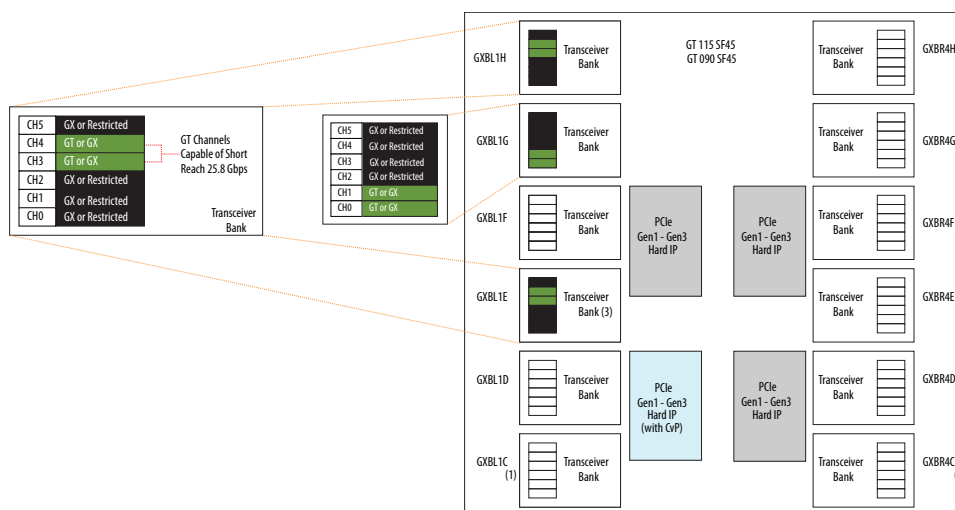 GT 115 SF45
GT 090 SF45
GXBL1H
Transceiver
Bank
Transceiver
Bank
GXBR4H
CH5 GX or Restricted
CH4 GT or GX
CH3 GT or GX
CH2 GX or Restricted
CH1 GX or Restricted
CH0 GX or Restricted
GT Channels
Capable of Short
Reach 25.8 Gbps
Transceiver
Bank
CH5 GX or Restricted
CH4 GX or Restricted
CH3 GX or Restricted
CH2 GX or Restricted
CH1 GT or GX
CH0 GT or GX
GXBL1G
Transceiver
Bank
Transceiver
Bank
GXBR4G
GXBL1F
Transceiver
Bank
PCIe
Gen1 - Gen3
Hard IP
PCIe
Gen1 - Gen3
Hard IP
Transceiver
Bank
GXBR4F
GXBL1E
Transceiver
Bank (3)
Transceiver
Bank
GXBR4E
GXBL1D
Transceiver
Bank
PCIe
Gen1 - Gen3
Hard IP
(with CvP)
PCIe
Gen1 - Gen3
Hard IP
Transceiver
Bank
GXBR4D
GXBL1C
(1)
Transceiver
Bank
Transceiver
Bank
GXBR4C